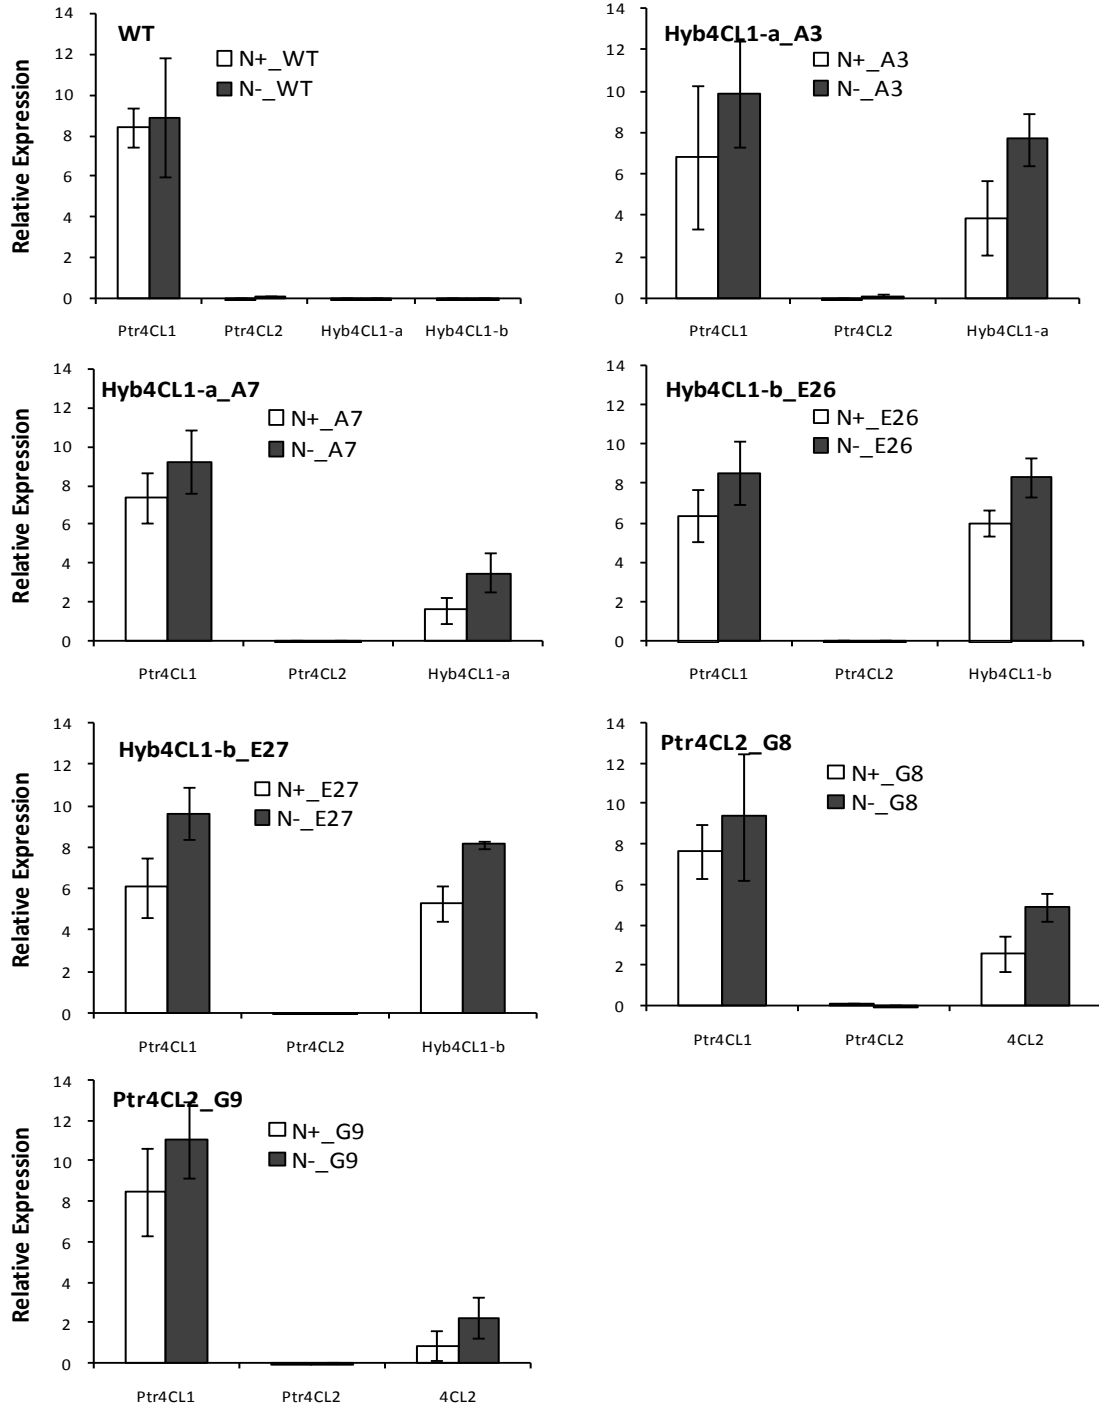 WT
N+_WT
N-_WT
Relative Expression
14
12
10
8
6
4
2
0
Ptr4CL1 Ptr4CL2 Hyb4CL1-a Hyb4CL1-b
Hyb4CL1-a_A3
N+_A3
N-_A3
14
12
10
8
6
4
2
0
Ptr4CL1 Ptr4CL2 Hyb4CL1-a
Hyb4CL1-a_A7
N+_A7
N-_A7
Relative Expression
14
12
10
8
6
4
2
0
Ptr4CL1 Ptr4CL2 Hyb4CL1-a
Hyb4CL1-b_E26
N+_E26
N-_E26
14
12
10
8
6
4
2
0
Ptr4CL1 Ptr4CL2 Hyb4CL1-b
Hyb4CL1-b_E27
N+_E27
N-_E27
Relative Expression
14
12
10
8
6
4
2
0
Ptr4CL1 Ptr4CL2 Hyb4CL1-b
Ptr4CL2_G8
N+_G8
N-_G8
14
12
10
8
6
4
2
0
Ptr4CL1 Ptr4CL2 4CL2
Ptr4CL2_G9
N+_G9
N-_G9
Relative Expression
14
12
10
8
6
4
2
0
Ptr4CL1 Ptr4CL2 4CL2